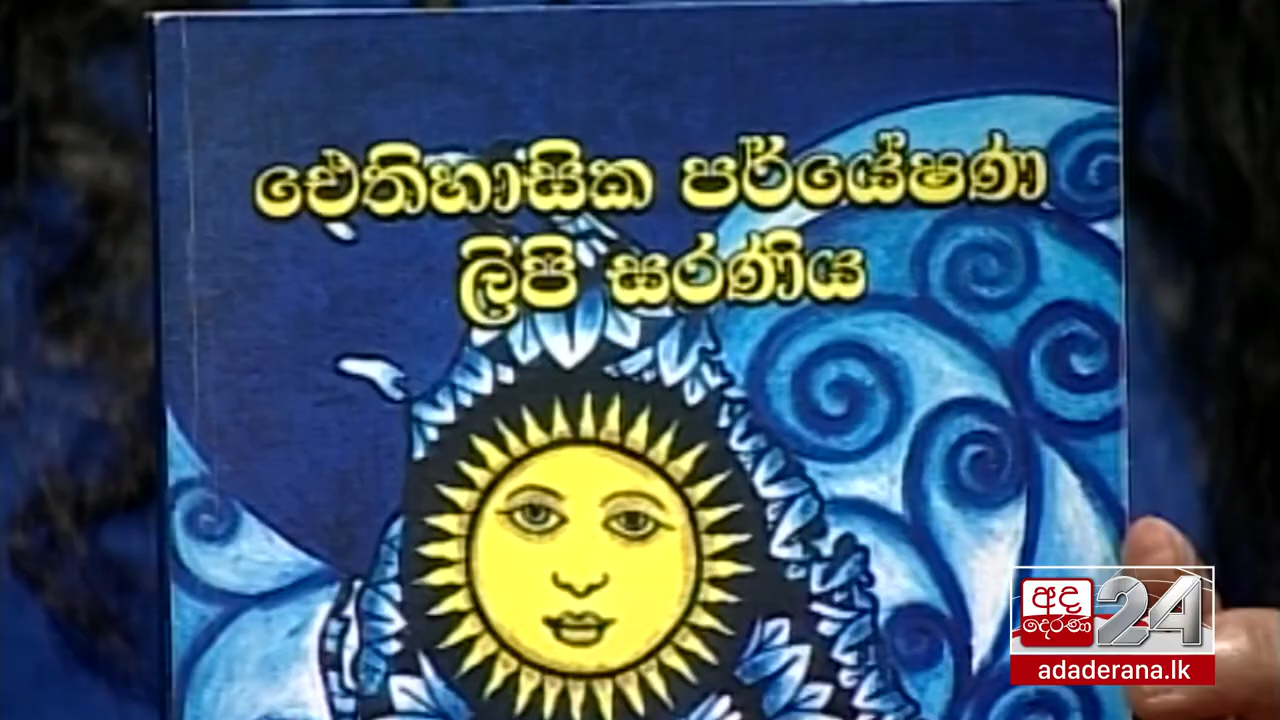 ඓතිහාසික පර්යේෂණ
ලිපි සරණිය
අද
දෙරණ
24
adaderana.lk